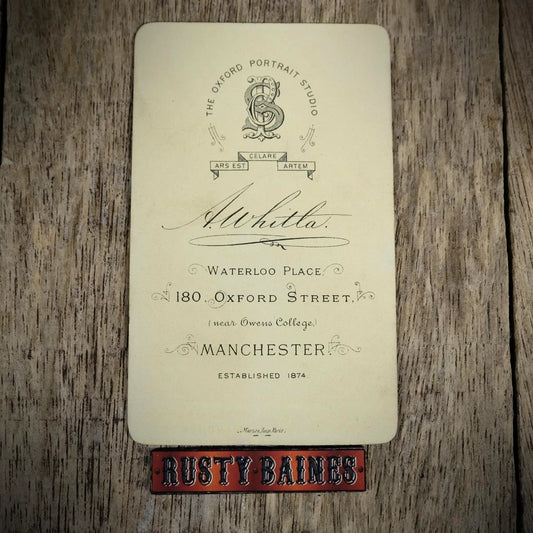 THE OXFORD PORTRAIT STUDIO
CELARE
ARS EST ARTEM
A. Whitla.
WATERLOO PLACE
180. OXFORD STREET.
(near Owens College.)
MANCHESTER.
ESTABLISHED 1874
RUSTY BAINES